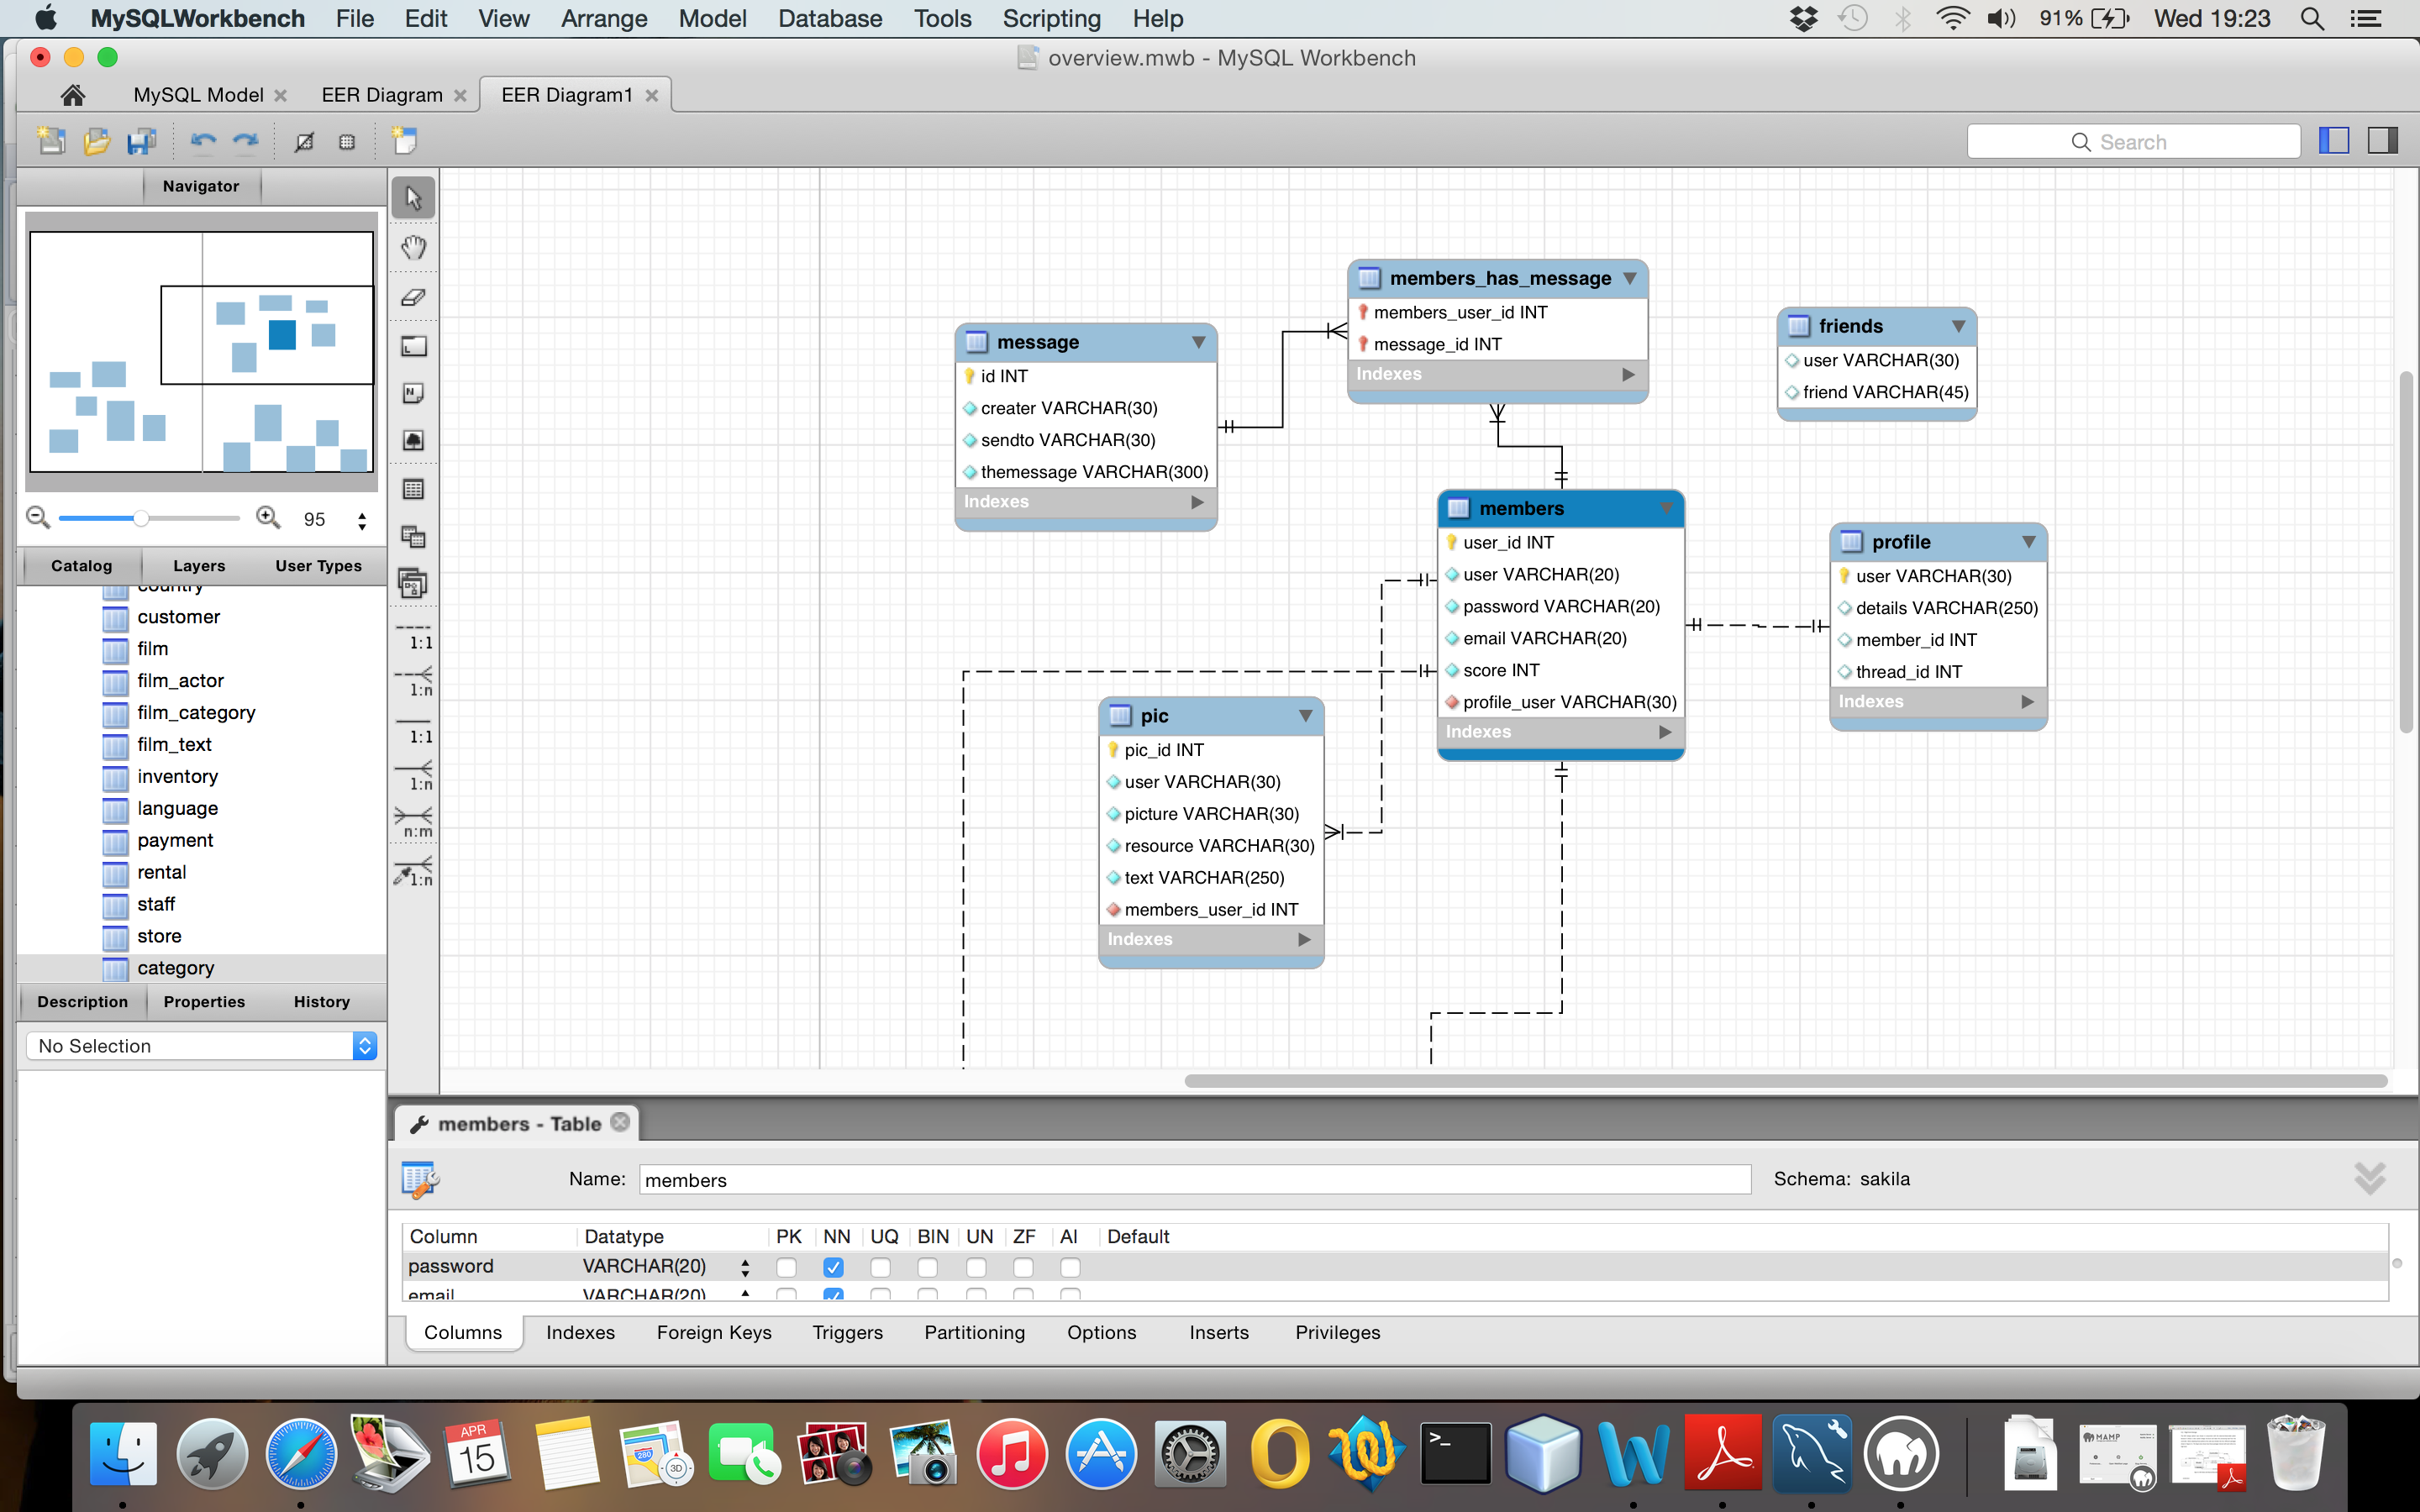 MySQLWorkbench File Edit View Arrange Model Database Tools Scripting Help 91% Wed 19:23
overview.mwb - MySQL Workbench
MySQL Model EER Diagram EER Diagram1
Search
Navigator
95
Catalog Layers User Types
country
customer
film
film_actor
film_category
film_text
inventory
language
payment
rental
staff
store
category
Description Properties History
No Selection
1:1
1:n
1:1
1:n
n:m
1:n
message
id INT
creater VARCHAR(30)
sendto VARCHAR(30)
themessage VARCHAR(300)
Indexes
members_has_message
members_user_id INT
message_id INT
Indexes
friends
user VARCHAR(30)
friend VARCHAR(45)
members
user_id INT
user VARCHAR(20)
password VARCHAR(20)
email VARCHAR(20)
score INT
profile_user VARCHAR(30)
Indexes
profile
user VARCHAR(30)
details VARCHAR(250)
member_id INT
thread_id INT
Indexes
pic
pic_id INT
user VARCHAR(30)
picture VARCHAR(30)
resource VARCHAR(30)
text VARCHAR(250)
members_user_id INT
Indexes
members - Table
Name: members Schema: sakila
Column Datatype PK NN UQ BIN UN ZF AI Default
password VARCHAR(20)
email VARCHAR(20)
Columns Indexes Foreign Keys Triggers Partitioning Options Inserts Privileges
APR
15
280
3D
>_
MAMP